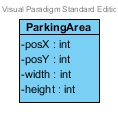 Visual Paradigm Standard Editio
ParkingArea
-posX : int
-posY : int
-width : int
-height : int